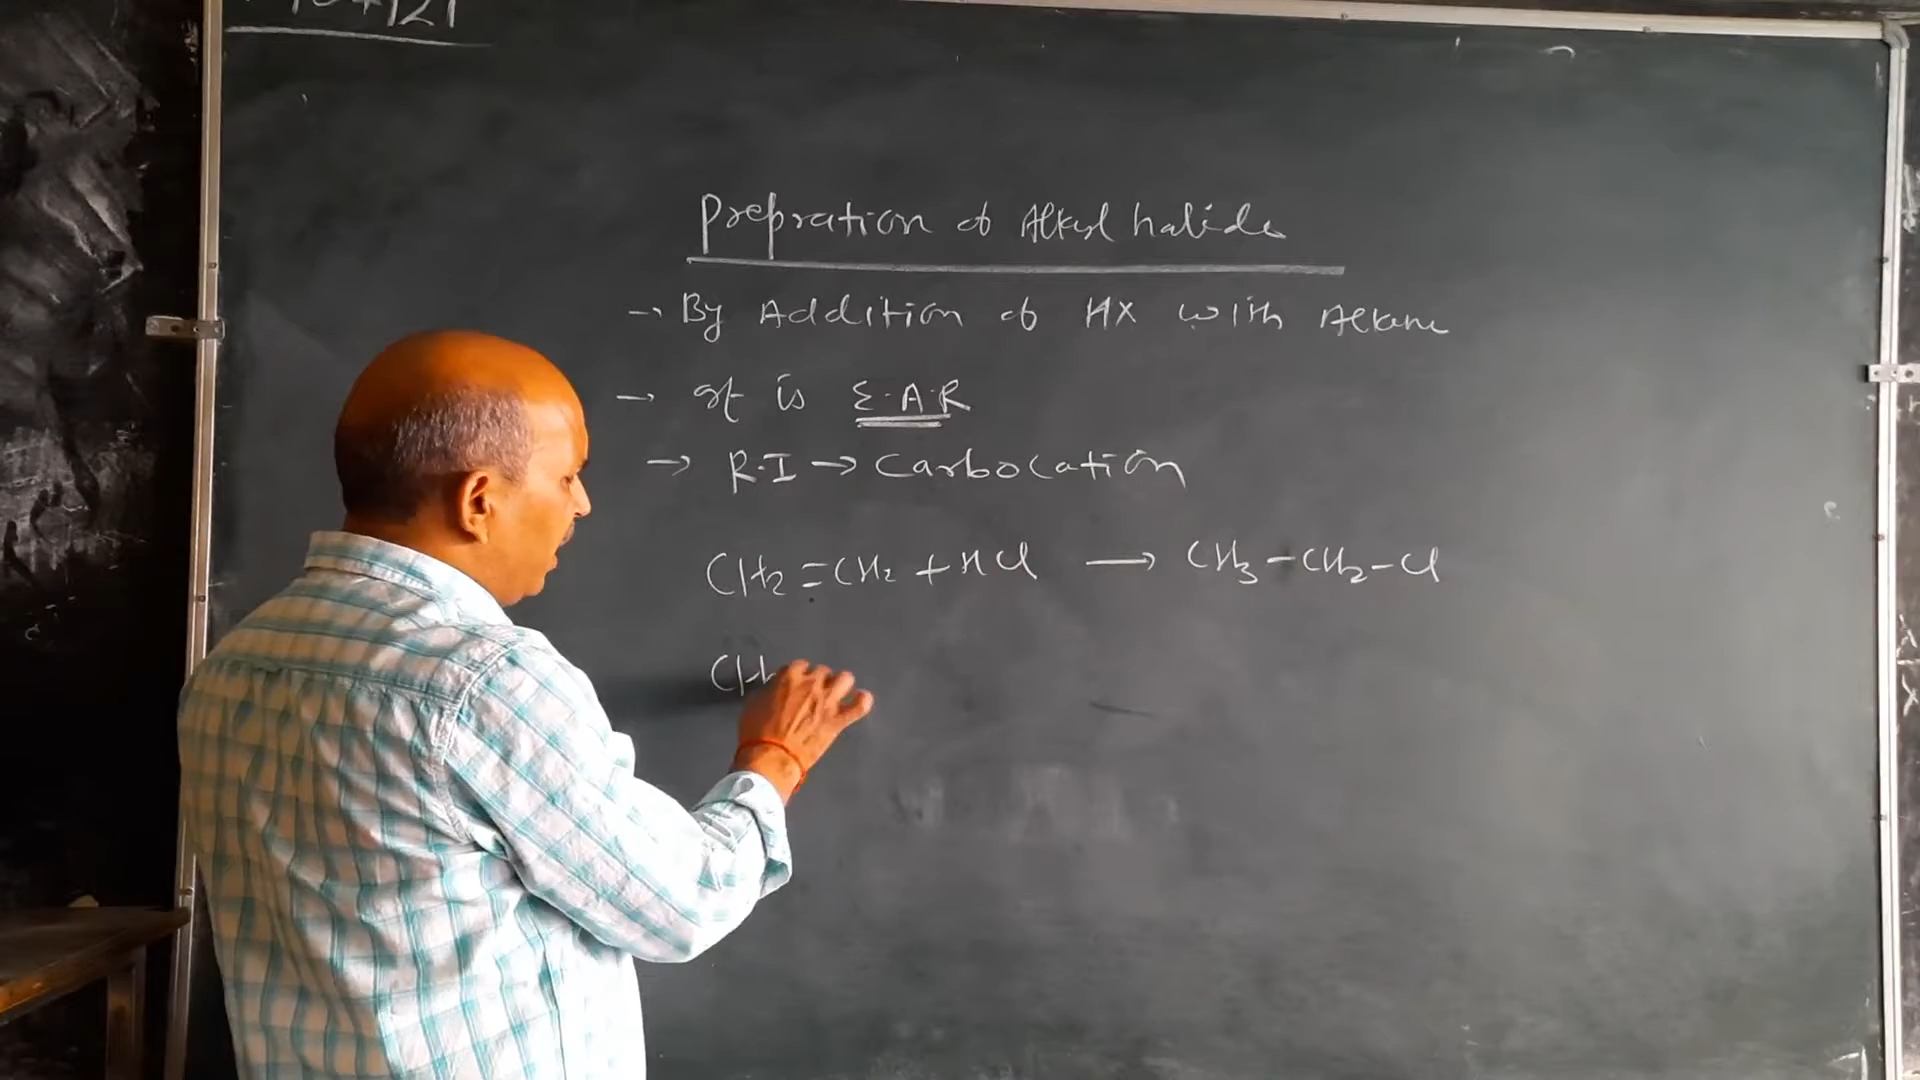 Prepration of Alkyl halide
→ By Addition of HX with Alkene
→ It is E.A.R
→ R.I → Carbocation
CH₂=CH₂ + HCl → CH₃-CH₂-Cl
CH